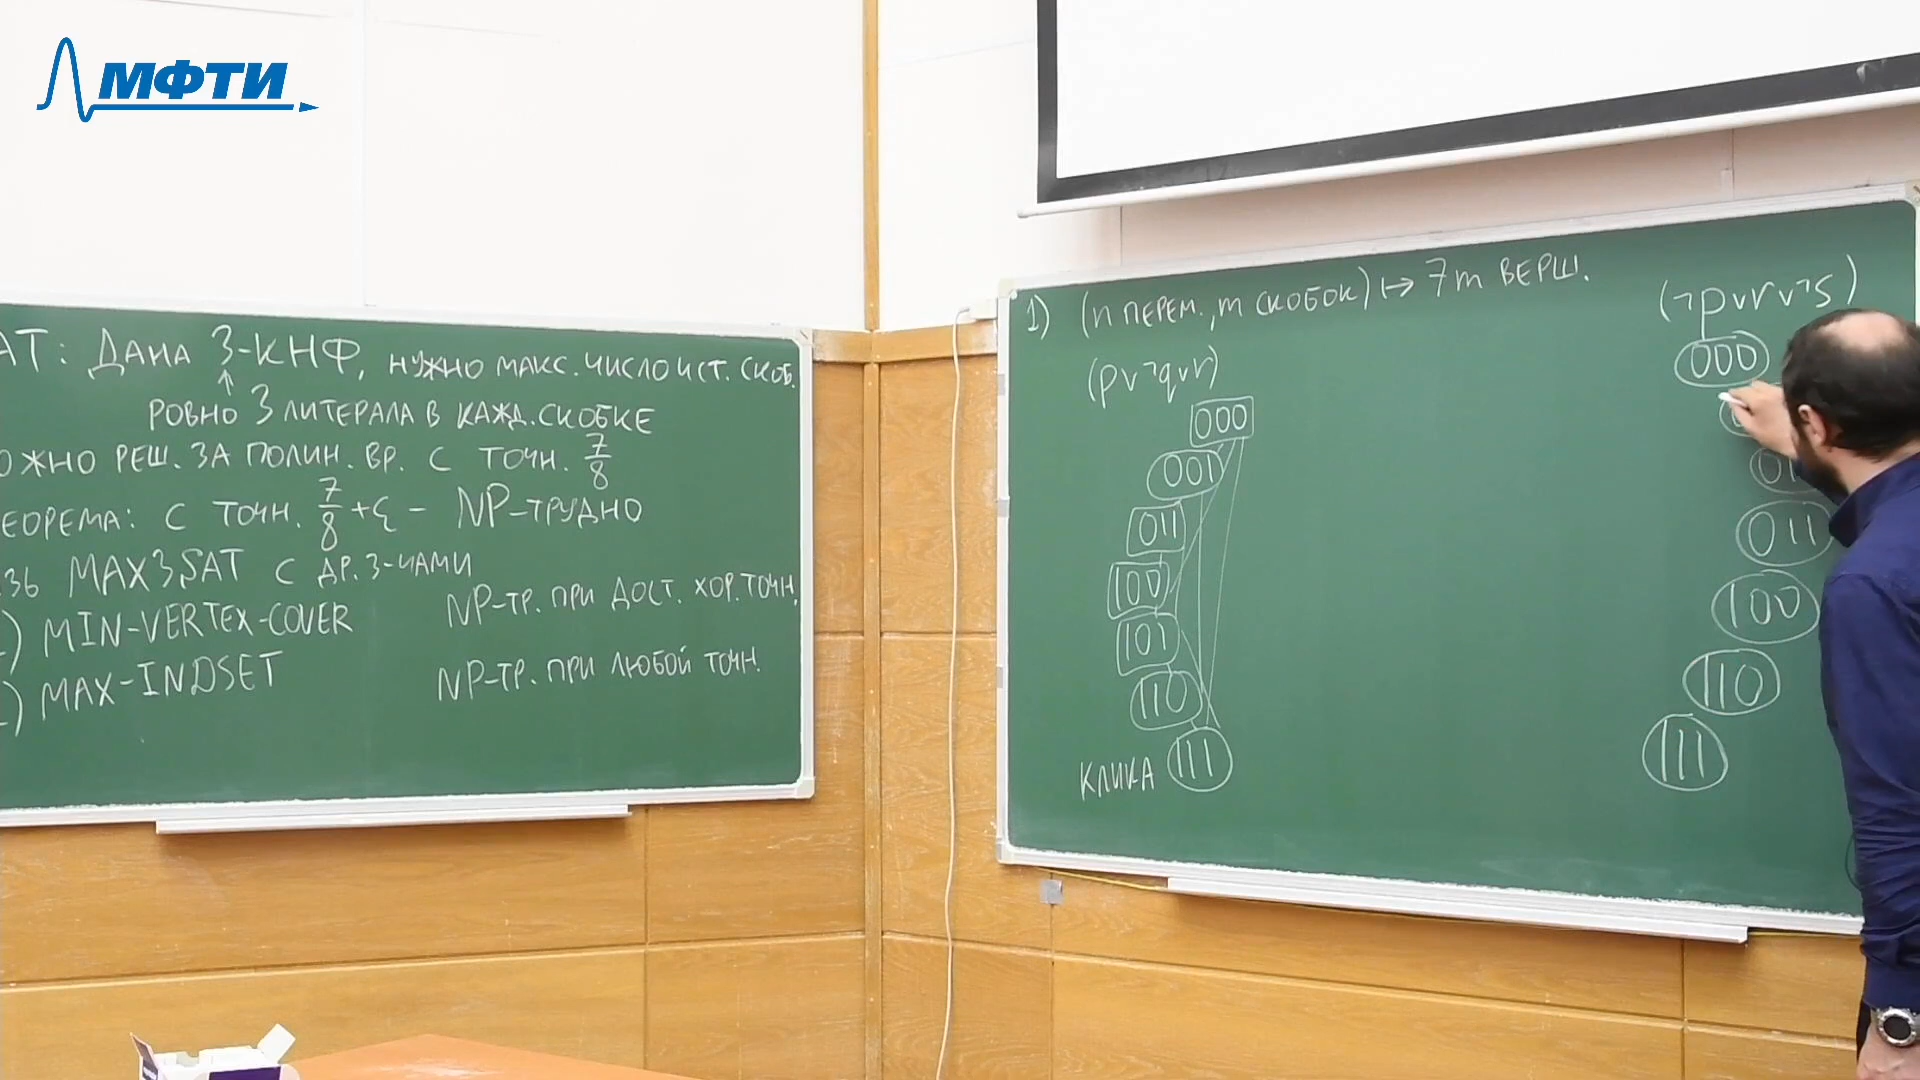 МФТИ
АТ: ДАНА 3-КНФ, НУЖНО МАКС. ЧИСЛО ИСТ. СКОБ.
↑
РОВНО 3 ЛИТЕРАЛА В КАЖД. СКОБКЕ
ОЖНО РЕШ. ЗА ПОЛИН. ВР. С ТОЧН. 7/8
ЕОРЕМА: С ТОЧН. 7/8 + ε – NP-ТРУДНО
MAX3SAT С ДР. З-ЧАМИ
) MIN-VERTEX-COVER NP-ТР. ПРИ ДОСТ. ХОР. ТОЧН.
) MAX-INDSET NP-ТР. ПРИ ЛЮБОЙ ТОЧН.
1) (n ПЕРЕМ., m СКОБОК) ↦ 7m ВЕРШ.
(p∨¬q∨r)
000
001
011
100
101
110
КЛИКА 111
(¬p∨r∨¬s)
000
011
100
110
111